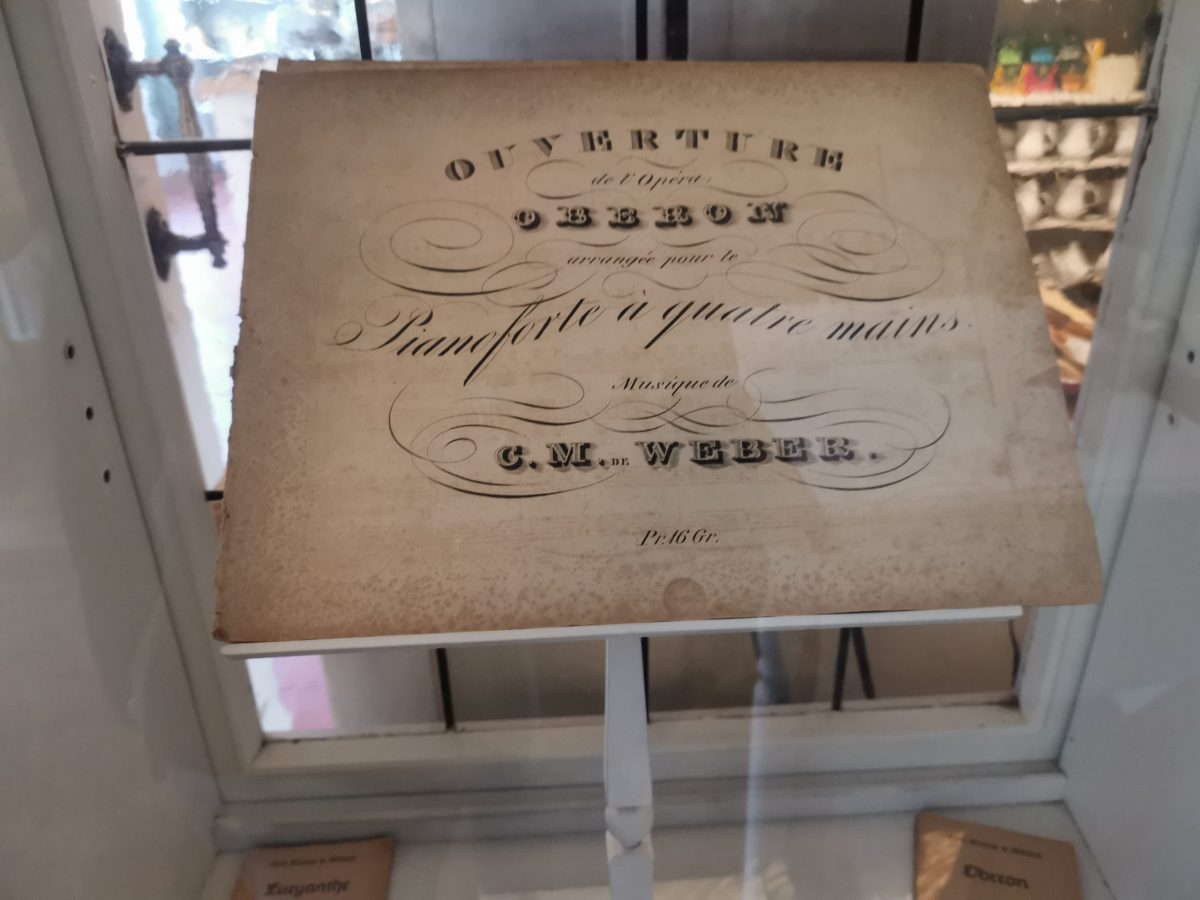 OUVERTURE
de l'Opéra:
OBERON
arrangée pour le
Pianoforte à quatre mains.
Musique de
C.M. DE WEBER.
Pr. 16 Gr.
Euryanthe
Oberon